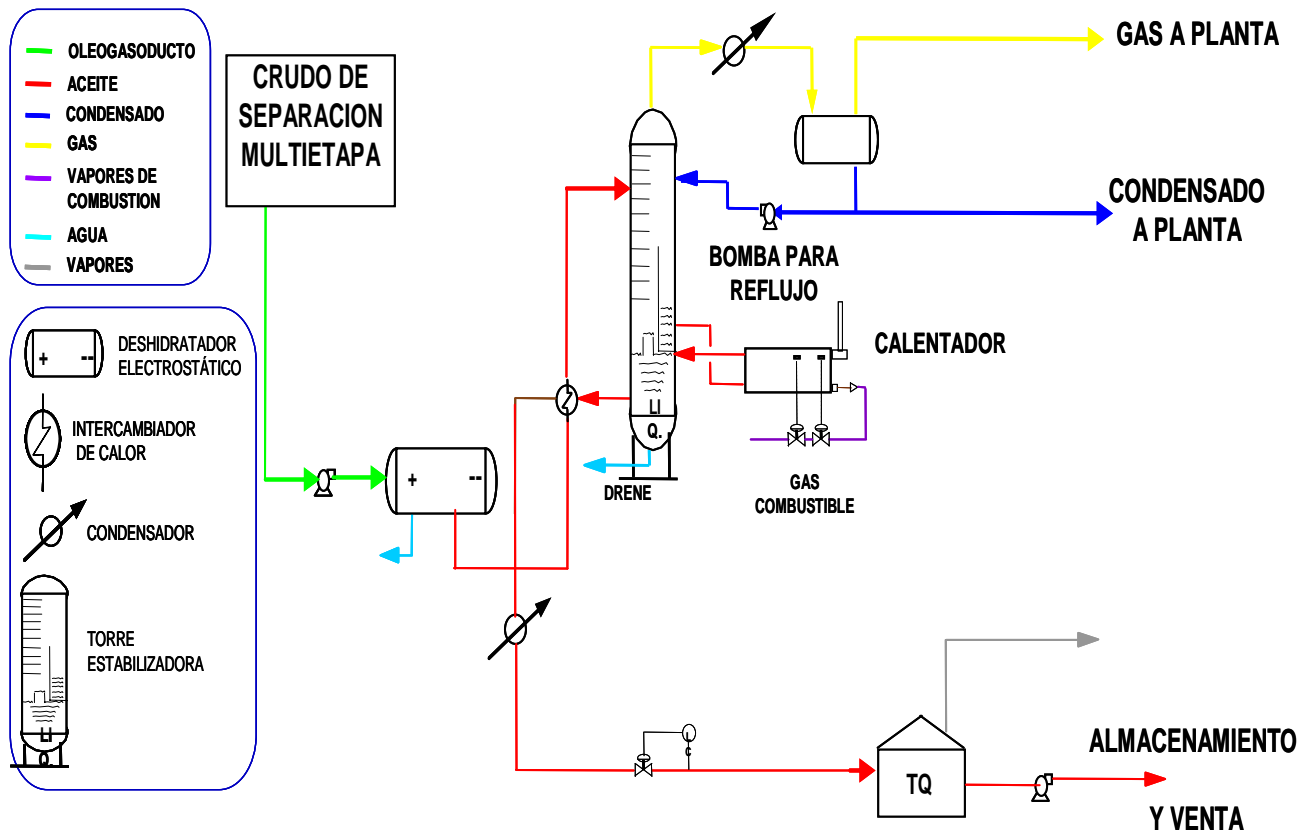 OLEOGASODUCTO
ACEITE
CONDENSADO
GAS
VAPORES DE
COMBUSTION
AGUA
VAPORES
CRUDO DE
SEPARACION
MULTIETAPA
GAS A PLANTA
CONDENSADO
A PLANTA
BOMBA PARA
REFLUJO
CALENTADOR
GAS
COMBUSTIBLE
LI
Q.
DRENE
+ --
+ --
DESHIDRATADOR
ELECTROSTÁTICO
INTERCAMBIADOR
DE CALOR
CONDENSADOR
TORRE
ESTABILIZADORA
LI
Q.
L
C
TQ
ALMACENAMIENTO
Y VENTA